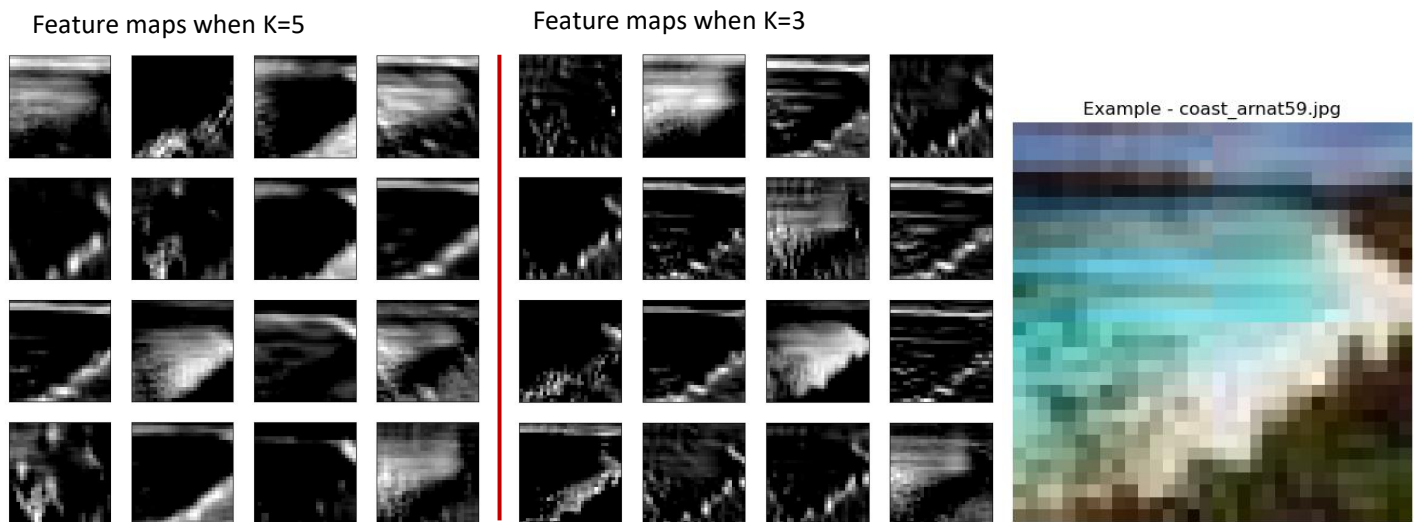 Feature maps when K=5
Feature maps when K=3
Example - coast_arnat59.jpg